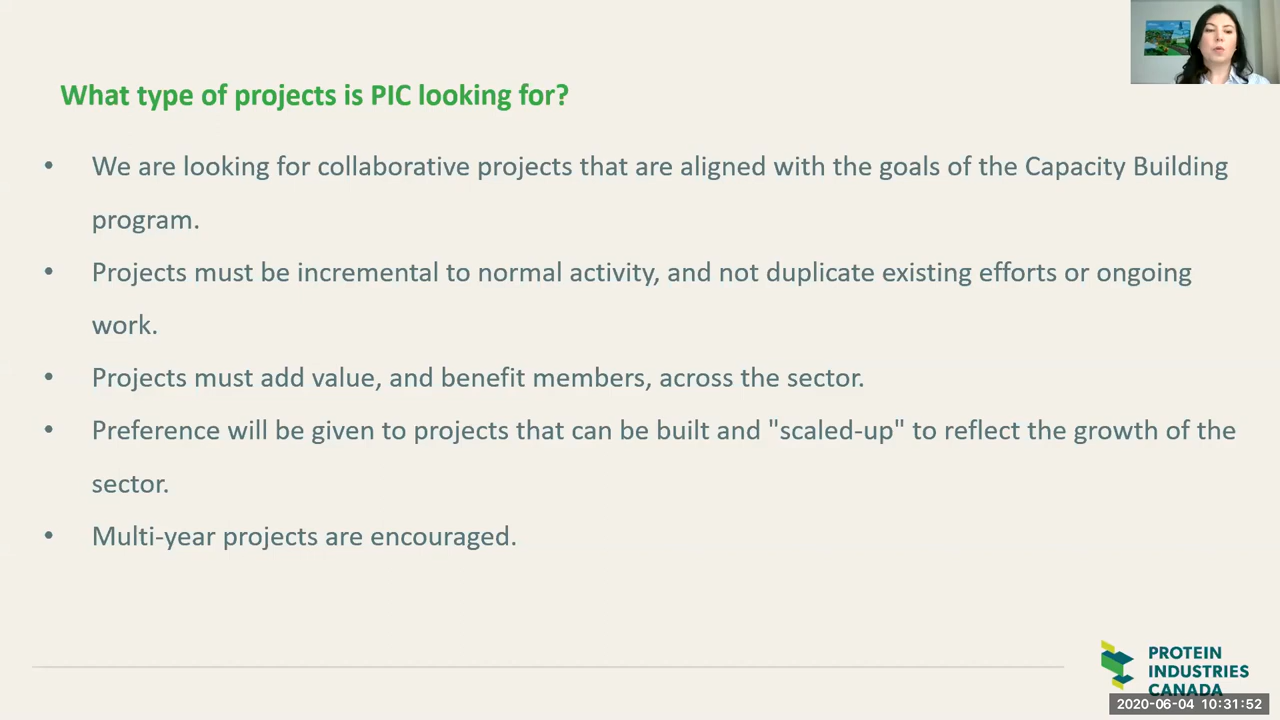 What type of projects is PIC looking for?
• We are looking for collaborative projects that are aligned with the goals of the Capacity Building
program.
• Projects must be incremental to normal activity, and not duplicate existing efforts or ongoing
work.
• Projects must add value, and benefit members, across the sector.
• Preference will be given to projects that can be built and "scaled-up" to reflect the growth of the
sector.
• Multi-year projects are encouraged.
PROTEIN
INDUSTRIES
CANADA
2020-06-04 10:31:52